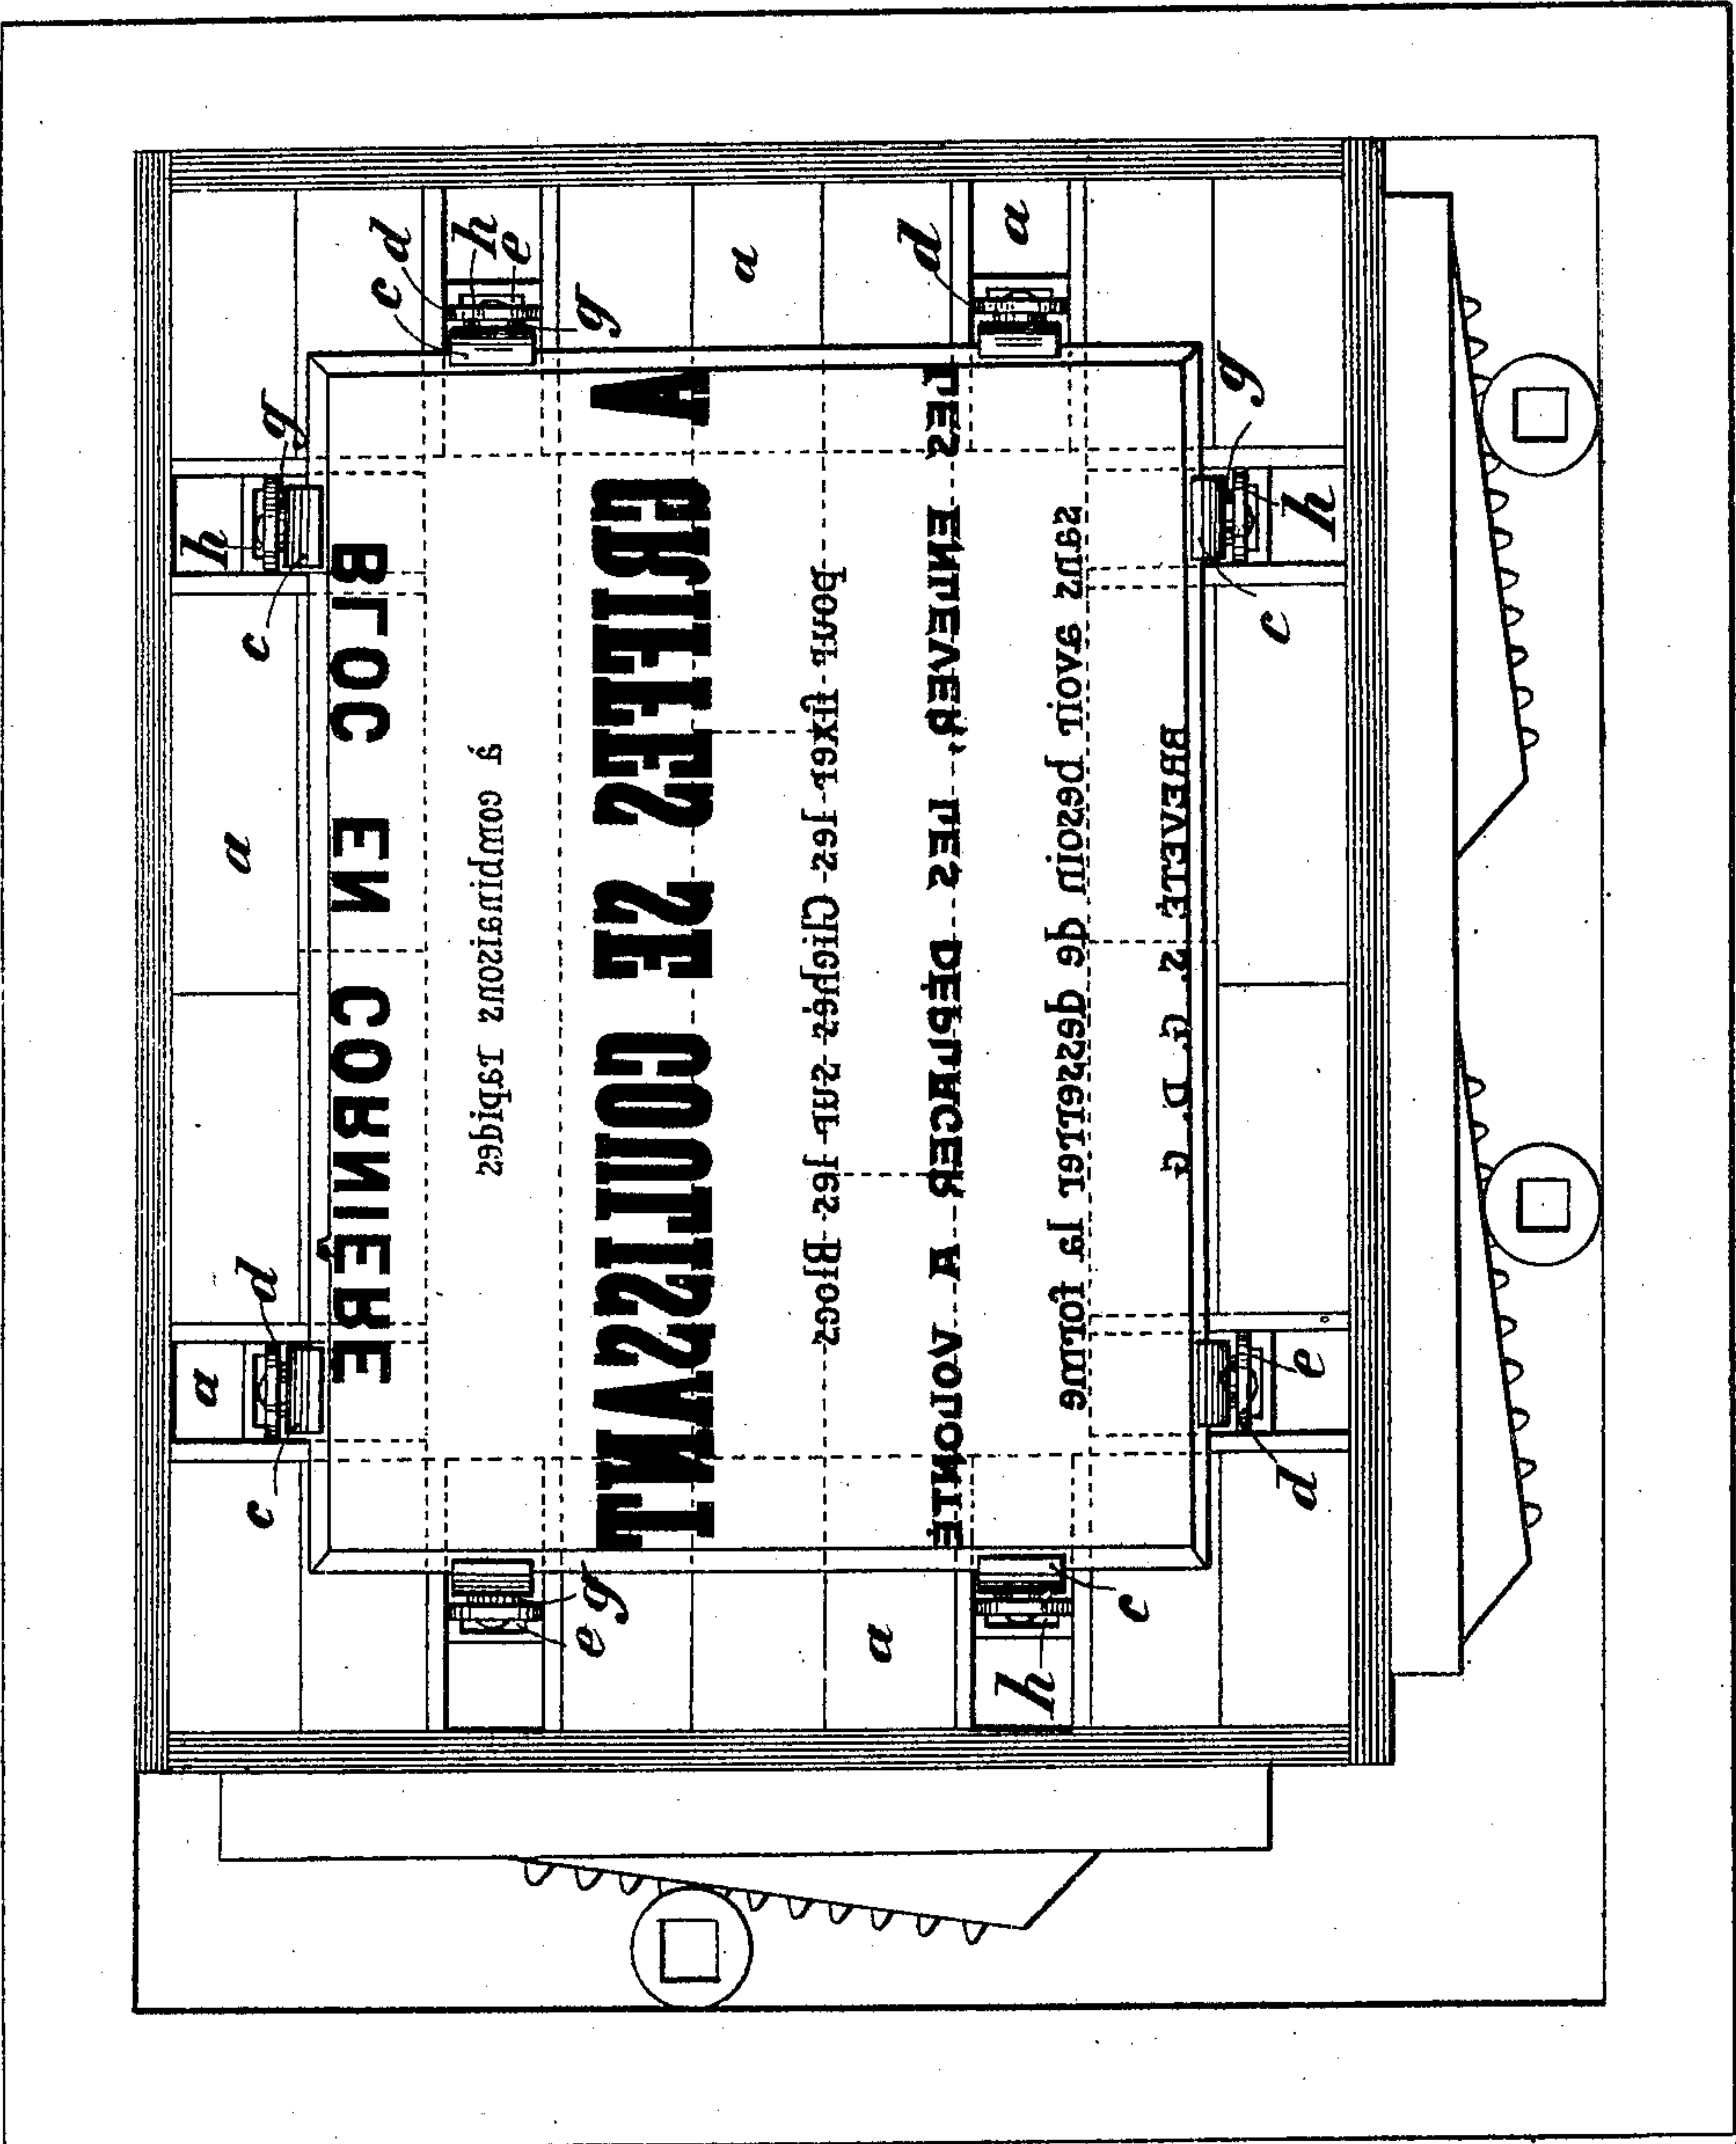 d
h
e
c
g
a
d
a
g
h
c
a
d
a
c
BLOC EN CORNIÈRE
à combinaisons rapides
A GRIFFES SE COULISSANT
pour fixer les Clichés sur les Blocs
LES ENLEVER, LES DÉPLACER A VOLONTÉ
sans avoir besoin de desserrer la forme
BREVETÉ S. G. D. G
g
h
c
e
d
g
e
a
h
c